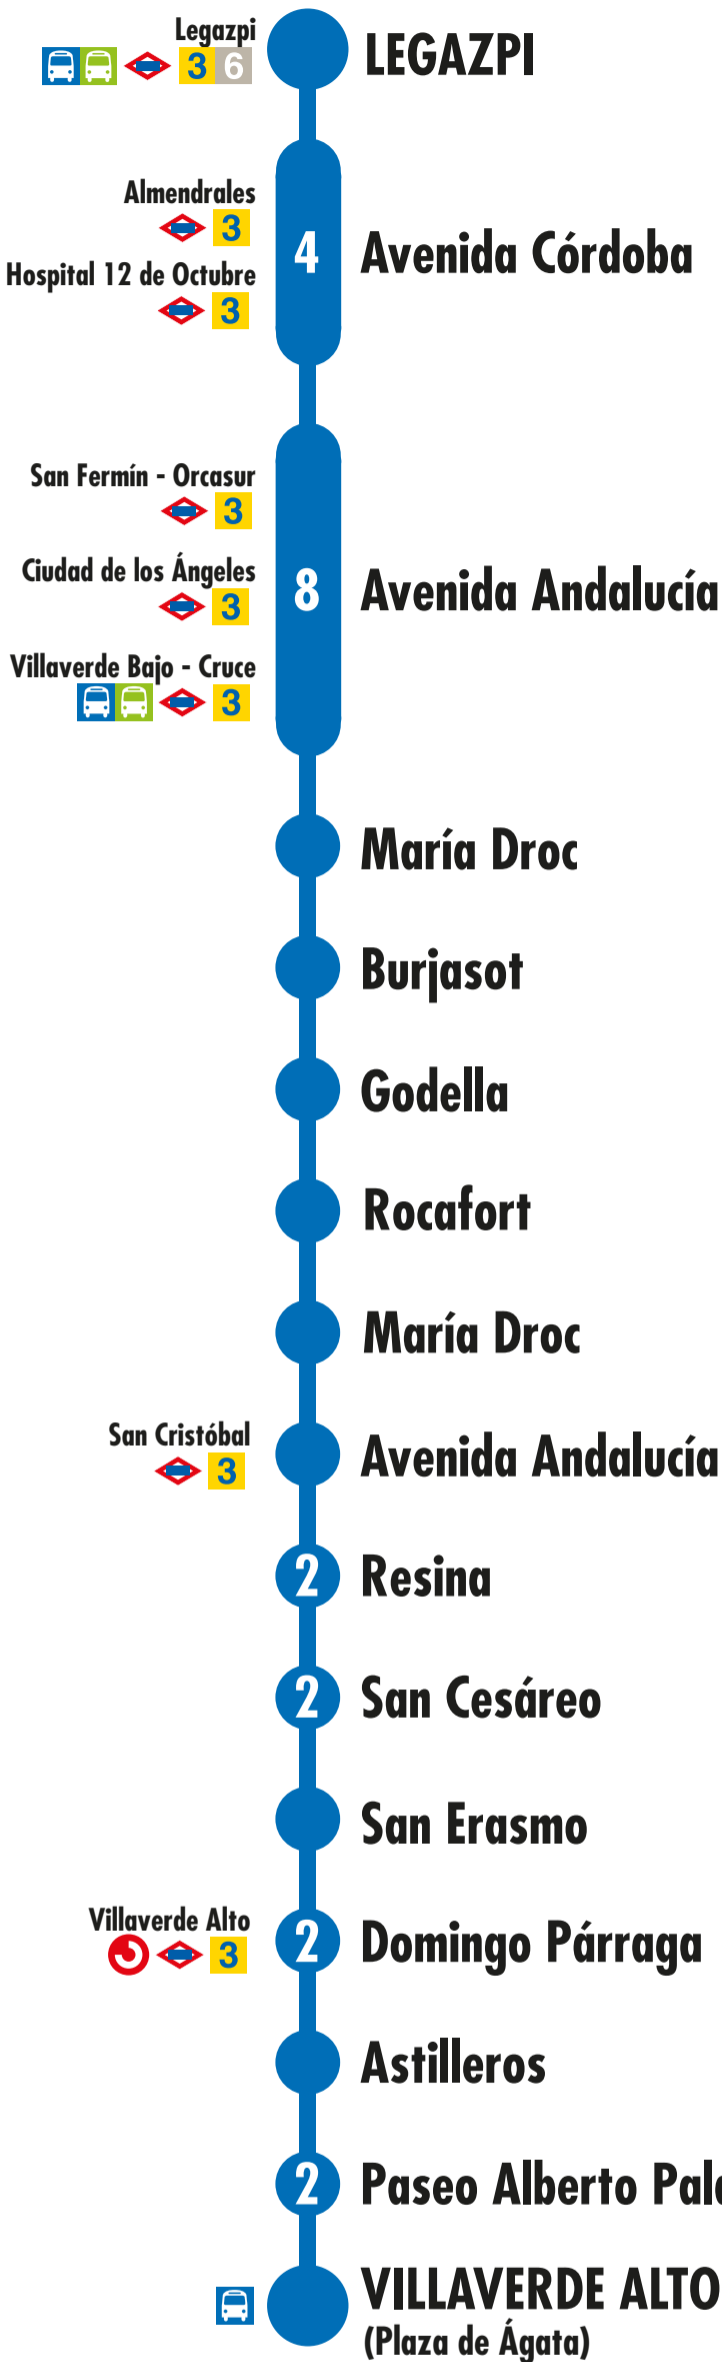 Legazpi
3 6
LEGAZPI
Almendrales
3
Hospital 12 de Octubre
3
4
Avenida Córdoba
San Fermín - Orcasur
3
Ciudad de los Ángeles
3
Villaverde Bajo - Cruce
3
8
Avenida Andalucía
María Droc
Burjasot
Godella
Rocafort
María Droc
San Cristóbal
3
Avenida Andalucía
2
Resina
2
San Cesáreo
San Erasmo
Villaverde Alto
3
2
Domingo Párraga
Astilleros
2
Paseo Alberto
VILLAVERDE ALTO
(Plaza de Ágata)